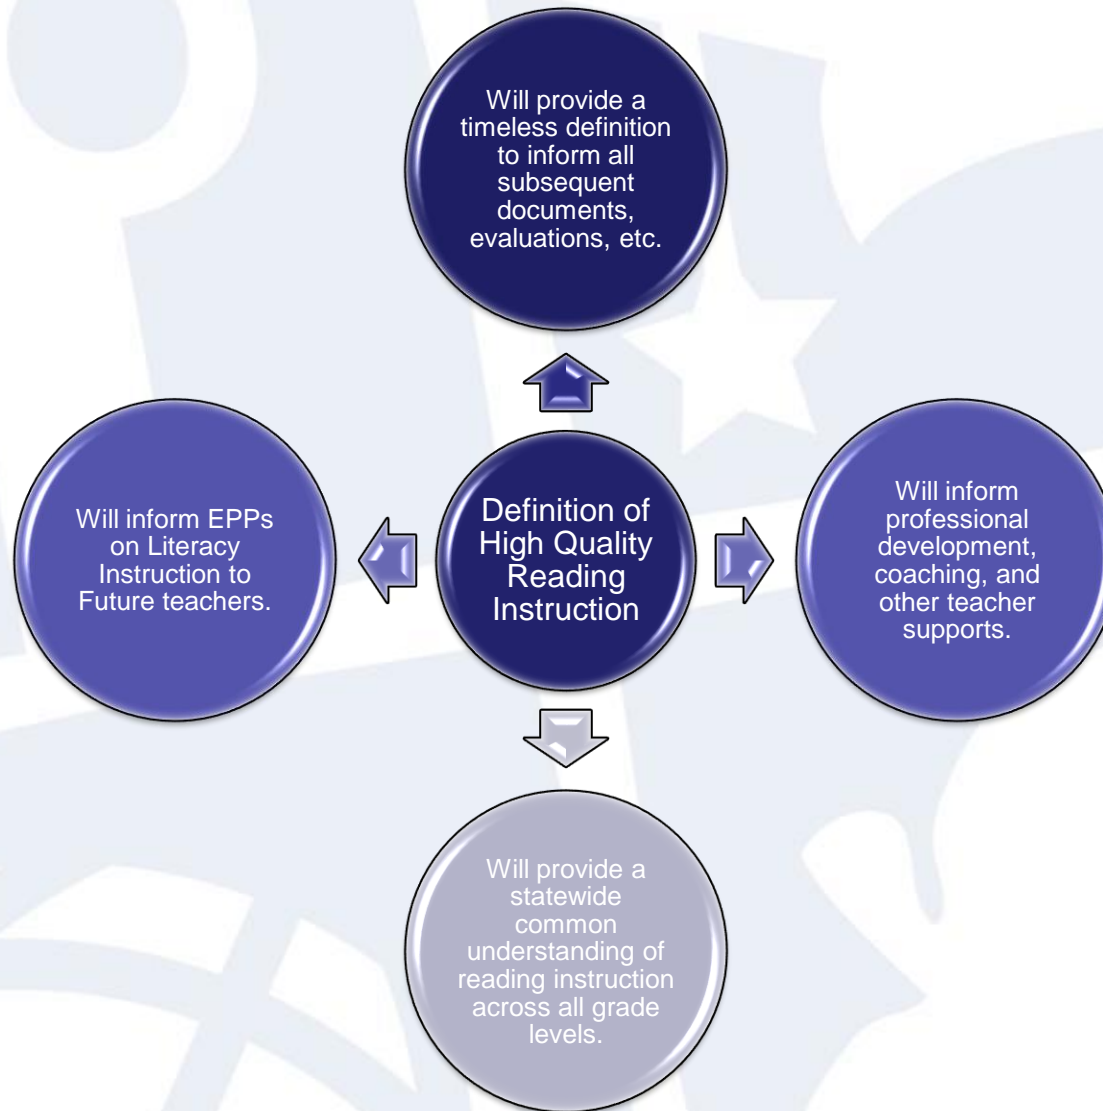 Will provide a
timeless definition
to inform all
subsequent
documents,
evaluations, etc.
Will inform EPPs
on Literacy
Instruction to
Future teachers.
Definition of
High Quality
Reading
Instruction
Will inform
professional
development,
coaching, and
other teacher
supports.
Will provide a
statewide
common
understanding of
reading instruction
across all grade
levels.